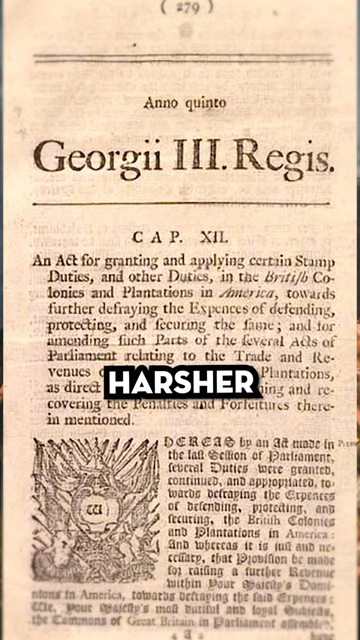 ( 279 )
Anno quinto
Georgii III. Regis.
CAP. XII.
An Act for granting and applying certain Stamp
Duties, and other Duties, in the British Co-
lonies and Plantations in America, towards
further defraying the Expences of defending,
protecting, and securing the same; and for
amending such Parts of the several Acts of
Parliament relating to the Trade and Re-
venues Plantations,
as direct HARSHER ing and re-
covering the Penalties and Forfeitures there-
in mentioned.
W HEREAS by an Act made in
the last Session of Parliament,
several Duties were granted,
continued, and appropriated, to-
wards defraying the Expences
of defending, protecting, and
securing, the British Colonies
and Plantations in America:
And whereas it is just and ne-
cessary, that Provision be made
for raising a further Revenue
within Your Majesty's Domi-
nions in America, towards defraying the said Expences:
We, Your Majesty's most dutiful and loyal Subjects,
the Commons of Great Britain in Parliament assembled,